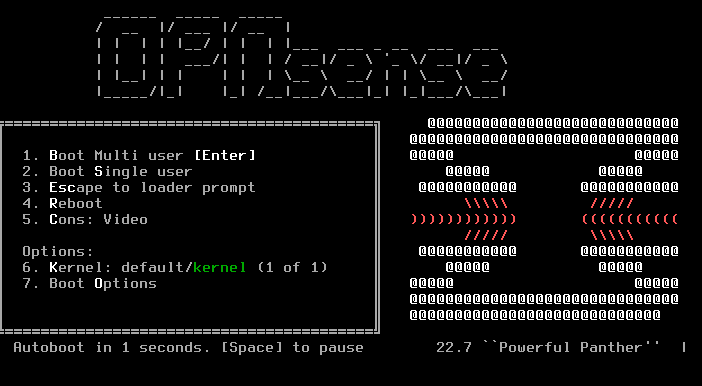 OPNsense
1. Boot Multi user [Enter]
2. Boot Single user
3. Escape to loader prompt
4. Reboot
5. Cons: Video
Options:
6. Kernel: default/kernel (1 of 1)
7. Boot Options
Autoboot in 1 seconds. [Space] to pause
22.7 ``Powerful Panther''